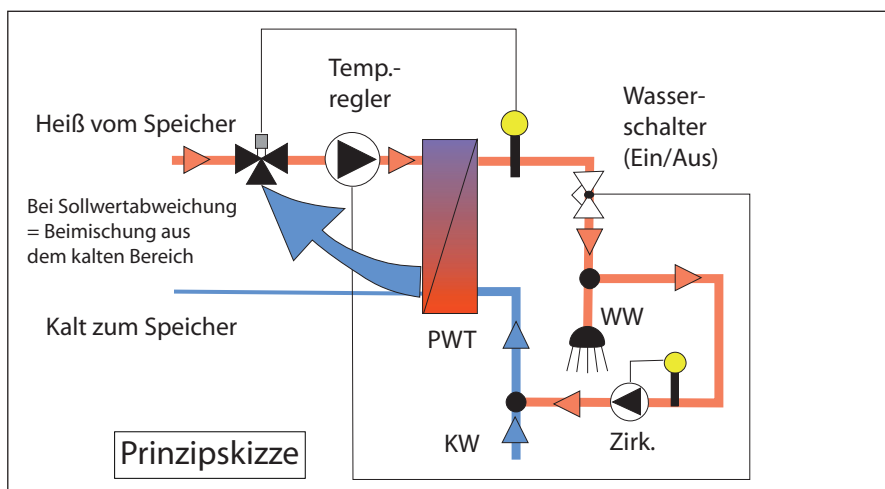 Temp.-
regler
Wasser-
schalter
(Ein/Aus)
Heiß vom Speicher
Bei Sollwertabweichung
= Beimischung aus
dem kalten Bereich
Kalt zum Speicher
PWT
WW
KW
Zirk.
Prinzipskizze